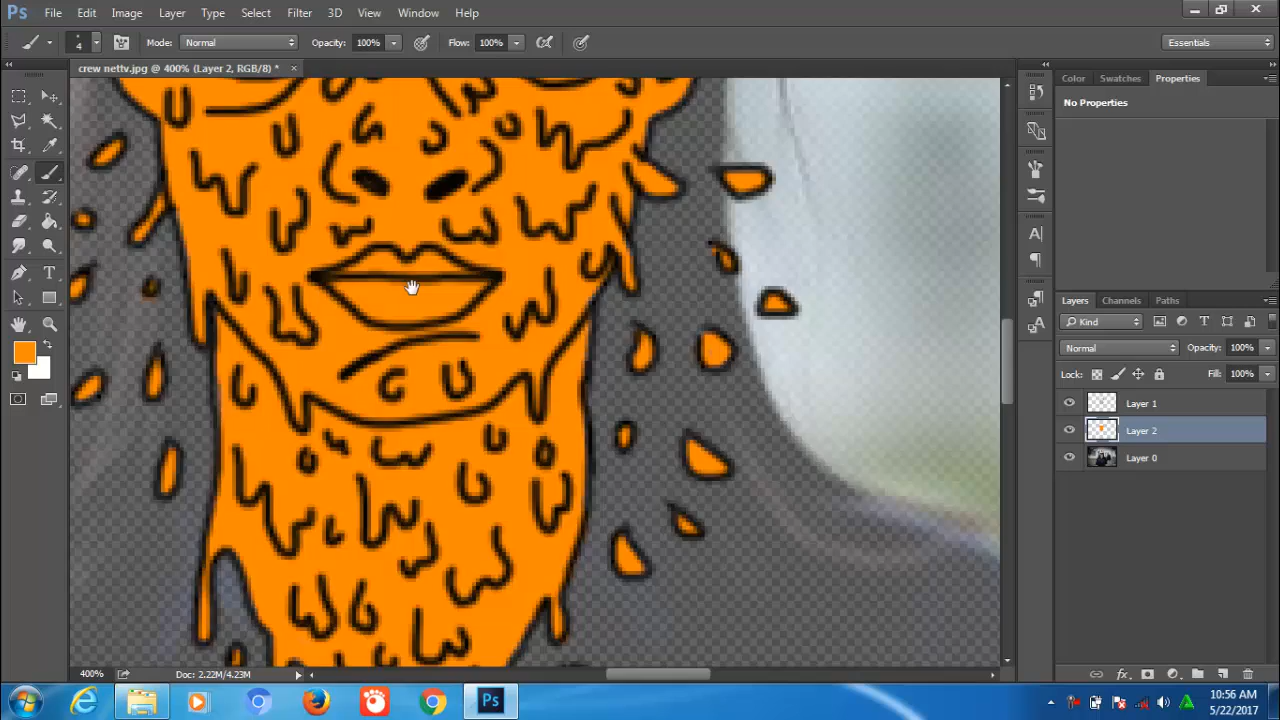 Ps File Edit Image Layer Type Select Filter 3D View Window Help
4 Mode: Normal Opacity: 100% Flow: 100% Essentials
crew nettv.jpg @ 400% (Layer 2, RGB/8) * ×
Color Swatches Properties
No Properties
Layers Channels Paths
Kind
Normal Opacity: 100%
Lock: Fill: 100%
Layer 1
Layer 2
Layer 0
400% Doc: 2.22M/4.23M
Ps 10:56 AM
5/22/2017